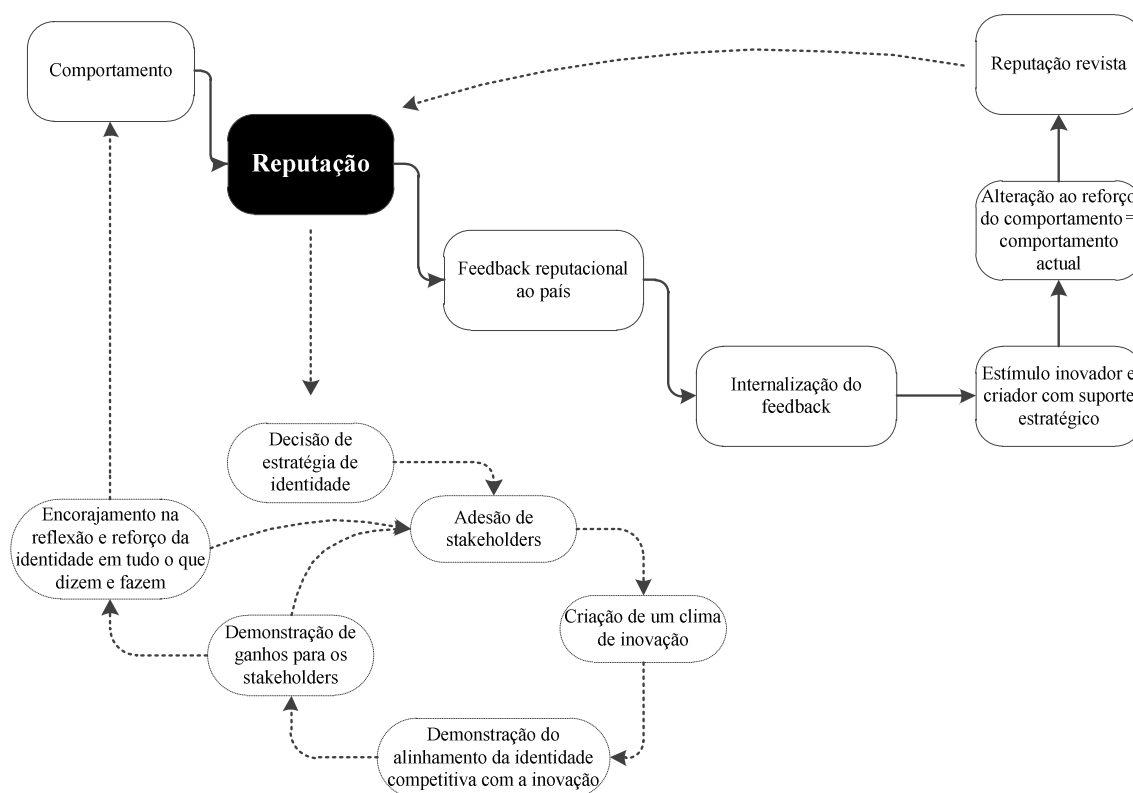 Comportamento
Reputação revista
Reputação
Alteração ao reforço
do comportamento =
comportamento
actual
Feedback reputacional
ao país
Internalização do
feedback
Estímulo inovador e
criador com suporte
estratégico
Decisão de
estratégia de
identidade
Adesão de
stakeholders
Encorajamento na
reflexão e reforço da
identidade em tudo o que
dizem e fazem
Criação de um clima
de inovação
Demonstração de
ganhos para os
stakeholders
Demonstração do
alinhamento da identidade
competitiva com a inovação